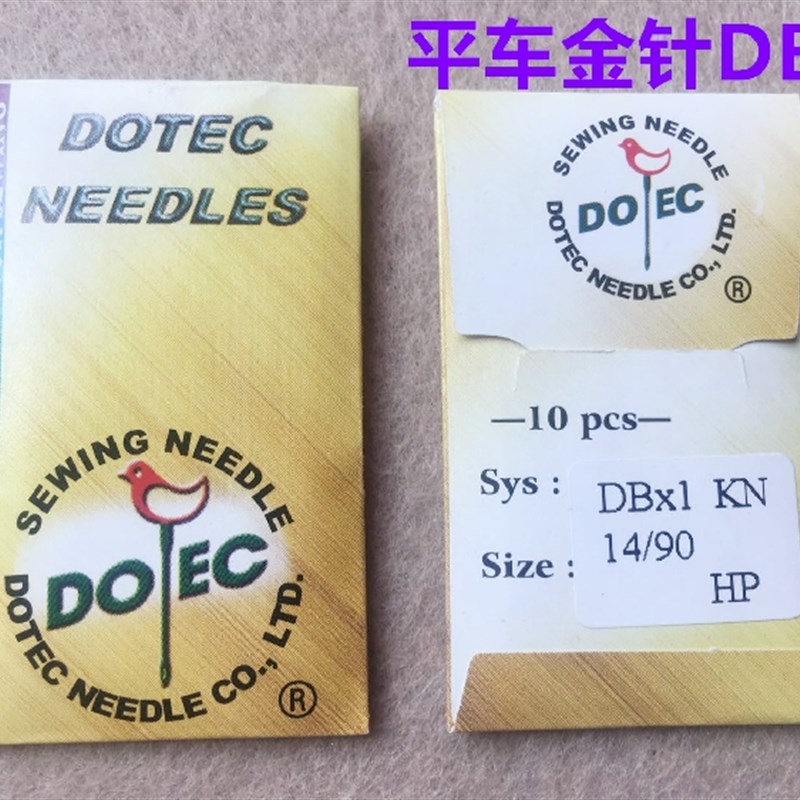 平车金针DB
DOTEC
NEEDLES
SEWING NEEDLE
DOTEC
DOTEC NEEDLE CO., LTD.
®
SEWING NEEDLE
DOTEC
DOTEC NEEDLE CO., LTD.
®
—10 pcs—
Sys : DBx1 KN
Size : 14/90
HP